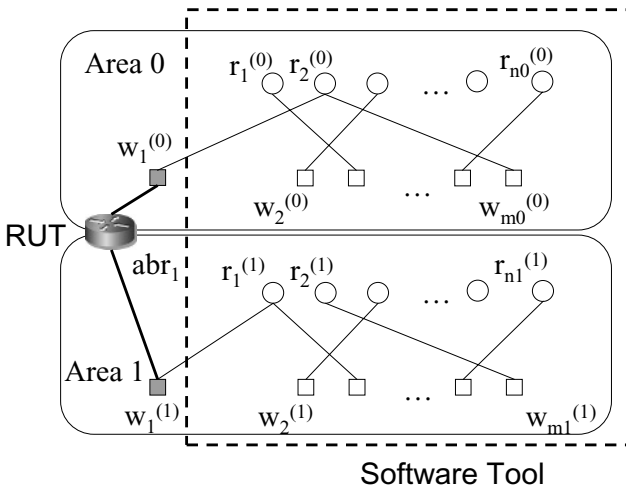 Area 0
r₁⁽⁰⁾ r₂⁽⁰⁾ rₙ₀⁽⁰⁾
...
w₁⁽⁰⁾
...
w₂⁽⁰⁾ wₘ₀⁽⁰⁾
RUT
abr₁ r₁⁽¹⁾ r₂⁽¹⁾ rₙ₁⁽¹⁾
...
Area 1
...
w₁⁽¹⁾ w₂⁽¹⁾ wₘ₁⁽¹⁾
Software Tool